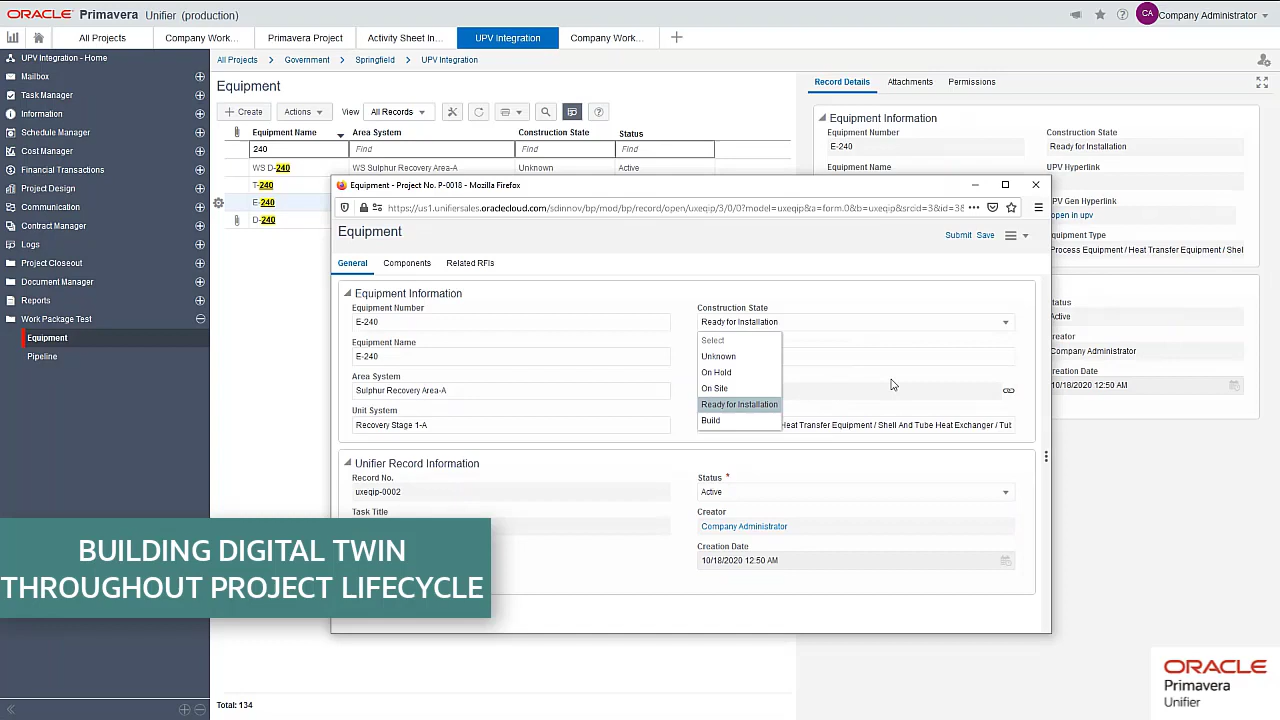 ORACLE Primavera Unifier (production)
CA Company Administrator
All Projects
Company Work...
Primavera Project
Activity Sheet In...
UPV Integration
Company Work...
UPV Integration - Home
Mailbox
Task Manager
Information
Schedule Manager
Cost Manager
Financial Transactions
Project Design
Communication
Contract Manager
Logs
Project Closeout
Document Manager
Reports
Work Package Test
Equipment
Pipeline
All Projects > Government > Springfield > UPV Integration
Equipment
Create
Actions
View
All Records
Equipment Name
Area System
Construction State
Status
240
Find
Find
Find
WS D-240
WS Sulphur Recovery Area-A
Unknown
Active
T-240
E-240
D-240
Total: 134
Record Details
Attachments
Permissions
Equipment Information
Equipment Number
E-240
Construction State
Ready for Installation
Equipment Name
UPV Hyperlink
UPV Gen Hyperlink
open in upv
quipment Type
Process Equipment / Heat Transfer Equipment / Shel
tatus
Active
reator
Company Administrator
reation Date
10/18/2020 12:50 AM
Equipment - Project No. P-0018 - Mozilla Firefox
https://us1.unifiersales.oraclecloud.com/sdinnov/bp/mod/bp/record/open/uxeqip/3/0/0?model=uxeqip&a=form.0&b=uxeqip&srcid=3&id=38
Equipment
Submit
Save
General
Components
Related RFIs
Equipment Information
Equipment Number
E-240
Construction State
Ready for Installation
Select
Unknown
On Hold
On Site
Ready for Installation
Build
Equipment Name
E-240
Area System
Sulphur Recovery Area-A
Unit System
Recovery Stage 1-A
Heat Transfer Equipment / Shell And Tube Heat Exchanger / Tut
Unifier Record Information
Record No.
uxeqip-0002
Status *
Active
Task Title
Creator
Company Administrator
Creation Date
10/18/2020 12:50 AM
BUILDING DIGITAL TWIN
THROUGHOUT PROJECT LIFECYCLE
ORACLE
Primavera
Unifier